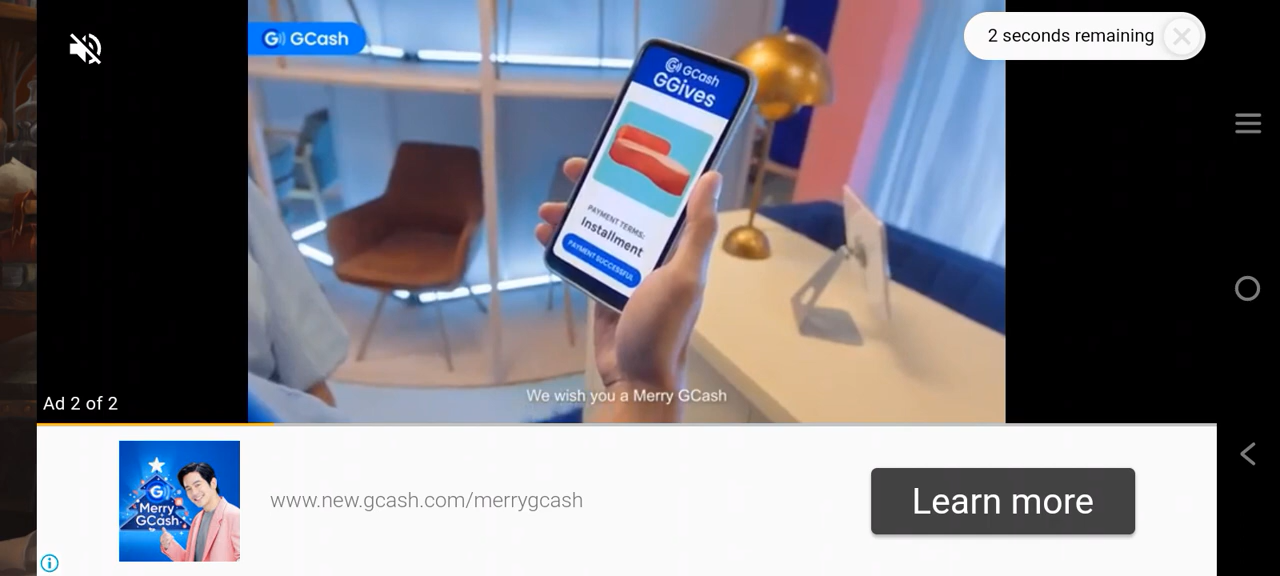 GCash
2 seconds remaining
GCash
GGives
PAYMENT TERMS:
Installment
PAYMENT SUCCESSFUL
We wish you a Merry GCash
Ad 2 of 2
Merry
GCash
www.new.gcash.com/merrygcash
Learn more